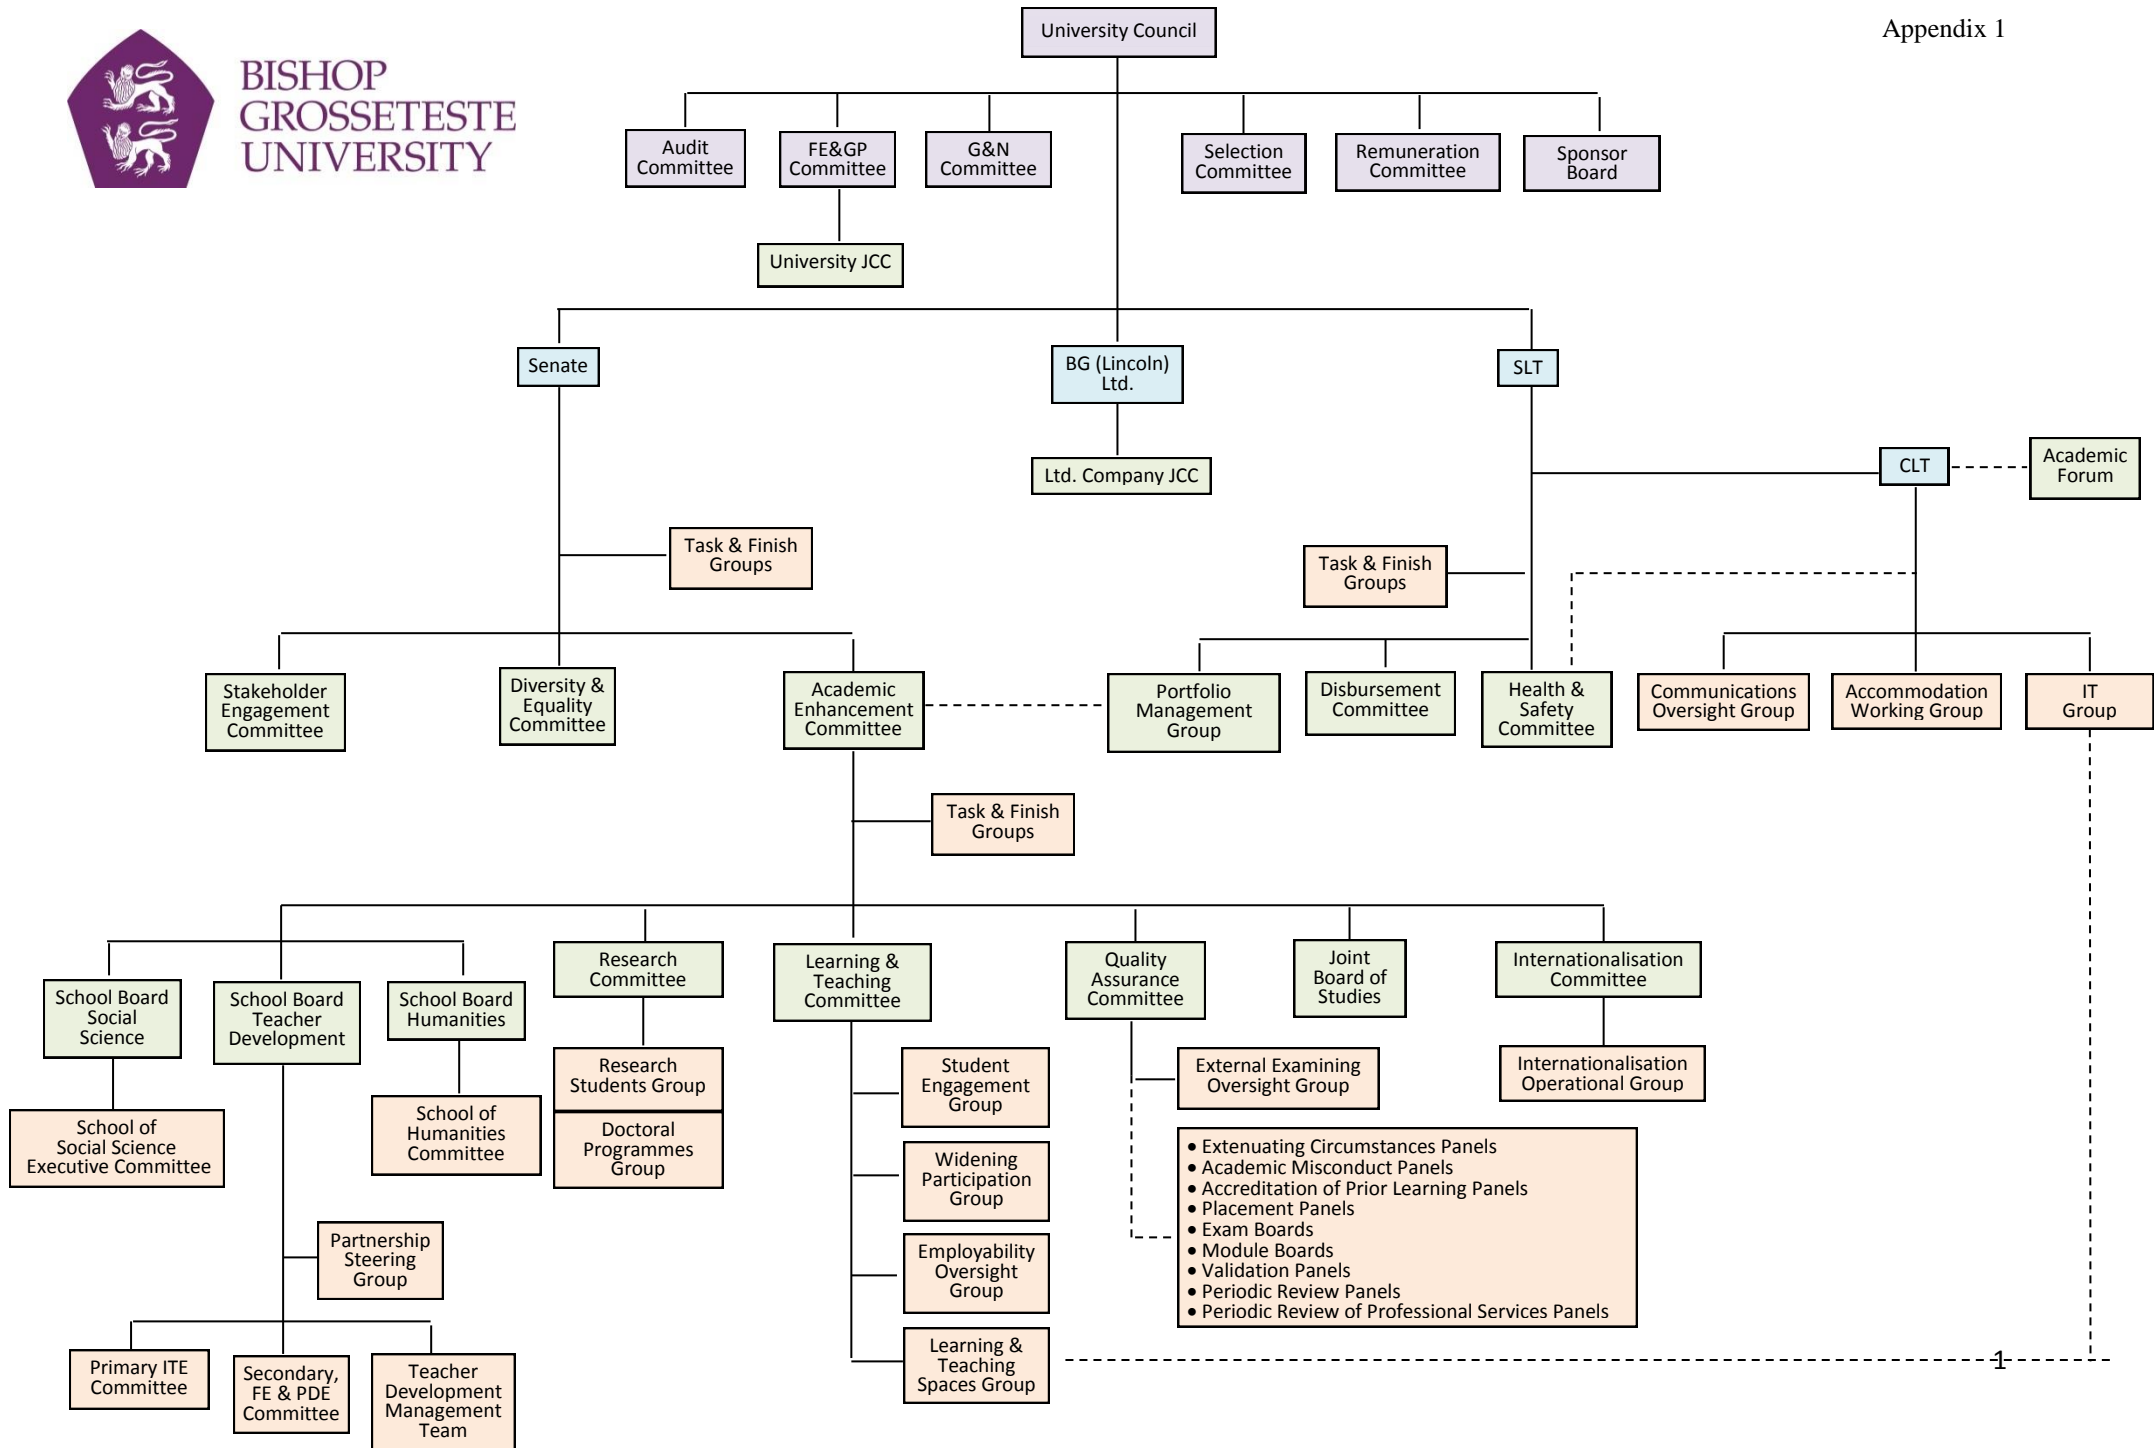 University Council
Appendix 1
BISHOP
GROSSETESTE
UNIVERSITY
Audit
Committee
FE&GP
Committee
G&N
Committee
Selection
Committee
Remuneration
Committee
Sponsor
Board
University JCC
Senate
BG (Lincoln)
Ltd.
SLT
Ltd. Company JCC
CLT
Academic
Forum
Task & Finish
Groups
Task & Finish
Groups
Stakeholder
Engagement
Committee
Diversity &
Equality
Committee
Academic
Enhancement
Committee
Portfolio
Management
Group
Disbursement
Committee
Health &
Safety
Committee
Communications
Oversight Group
Accommodation
Working Group
IT
Group
Task & Finish
Groups
School Board
Social
Science
School Board
Teacher
Development
School Board
Humanities
Research
Committee
Learning &
Teaching
Committee
Quality
Assurance
Committee
Joint
Board of
Studies
Internationalisation
Committee
School of
Social Science
Executive Committee
School of
Humanities
Committee
Research
Students Group
Doctoral
Programmes
Group
Student
Engagement
Group
Widening
Participation
Group
Employability
Oversight
Group
Learning &
Teaching
Spaces Group
External Examining
Oversight Group
Internationalisation
Operational Group
• Extenuating Circumstances Panels
• Academic Misconduct Panels
• Accreditation of Prior Learning Panels
• Placement Panels
• Exam Boards
• Module Boards
• Validation Panels
• Periodic Review Panels
• Periodic Review of Professional Services Panels
Partnership
Steering
Group
Primary ITE
Committee
Secondary,
FE & PDE
Committee
Teacher
Development
Management
Team
1